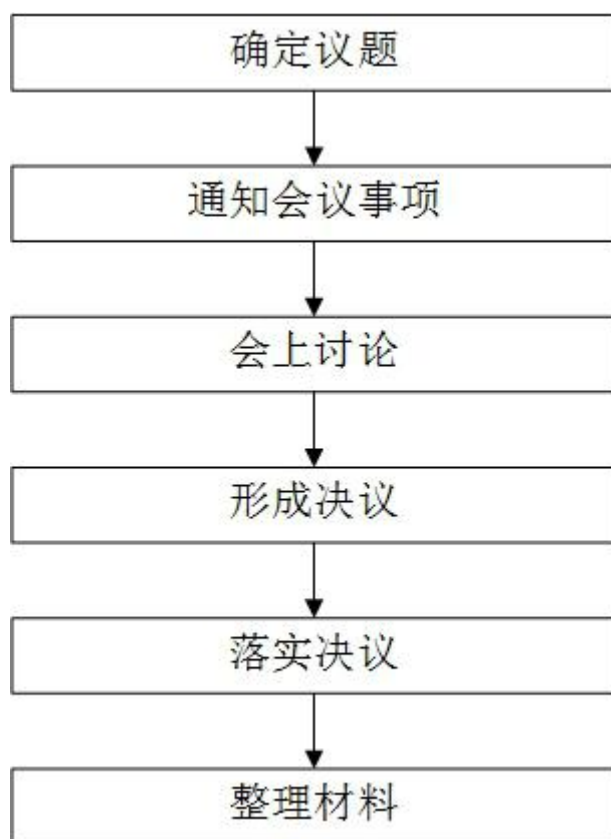 确定议题
通知会议事项
会上讨论
形成决议
落实决议
整理材料